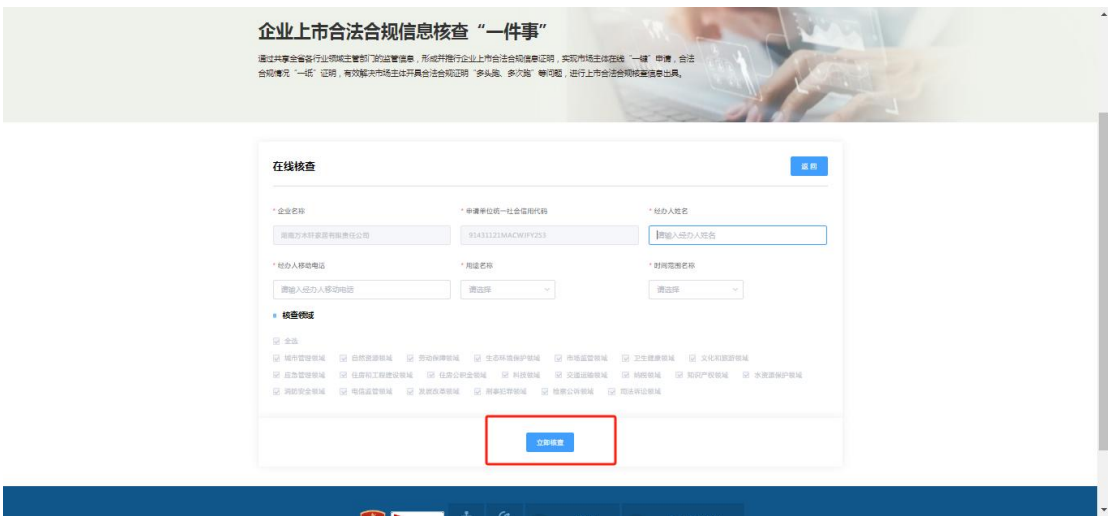 企业上市合法合规信息核查“一件事”
通过共享全省各行业领域主管部门的监管信息，形成并推行企业上市合法合规信息证明，实现市场主体在线“一键”申请，合法
合规情况“一纸”证明，有效解决市场主体开具合法合规证明“多头跑、多次跑”等问题，进行上市合法合规核查信息出具。
在线核查
返回
* 企业名称 * 申请单位统一社会信用代码 * 经办人姓名
请输入经办人姓名
* 经办人移动电话 * 用途名称 * 时间范围名称
请输入经办人移动电话 请选择 请选择
核查领域
全选
城市管理领域 自然资源领域 劳动保障领域 生态环境保护领域 市场监管领域 卫生健康领域 文化和旅游领域
应急管理领域 住房和工程建设领域 住房公积金领域 科技领域 交通运输领域 纳税领域 知识产权领域 水资源保护领域
消防安全领域 电信监管领域 发展改革领域 刑事犯罪领域 检察公诉领域 司法诉讼领域
立即核查